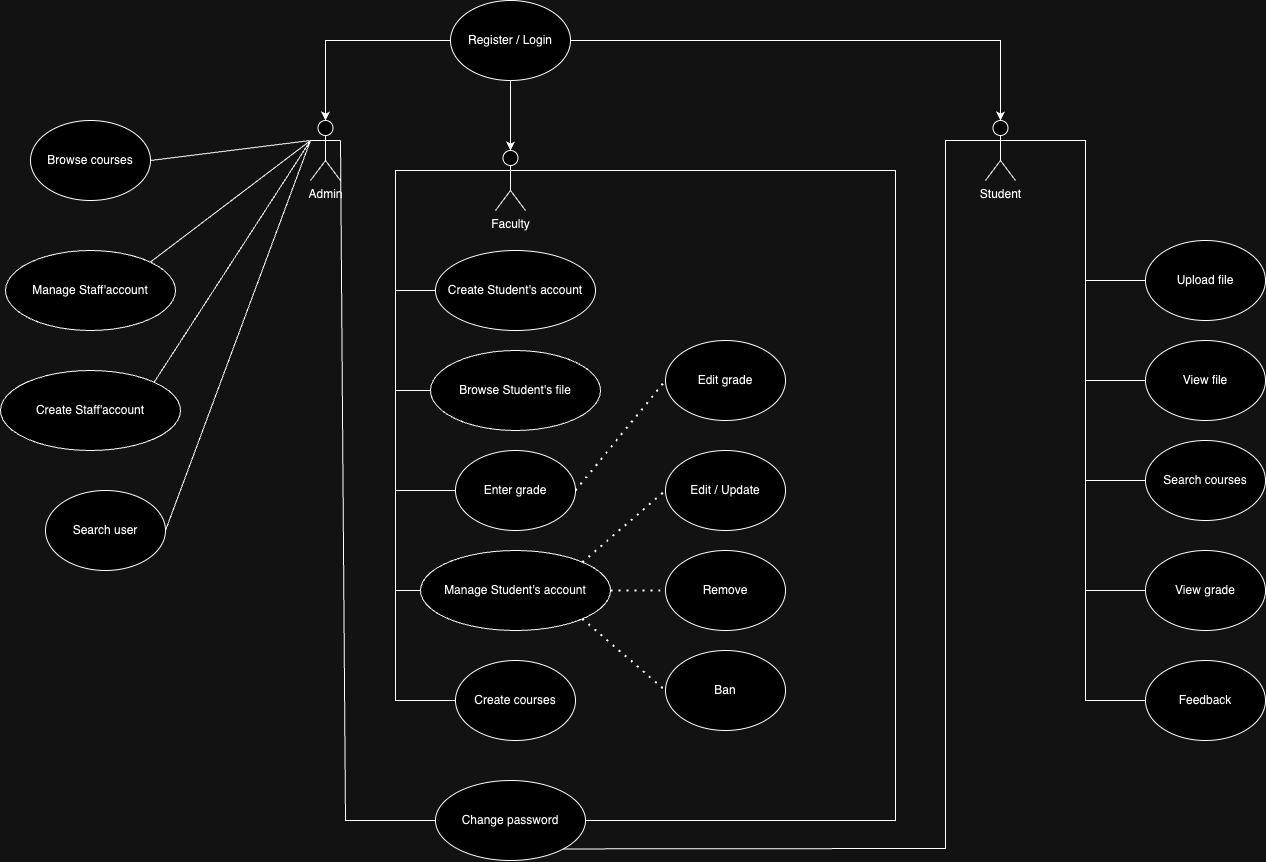 Register / Login
Browse courses
Admin
Student
Faculty
Manage Staff'account
Create Student's account
Upload file
Browse Student's file
Edit grade
View file
Create Staff'account
Enter grade
Edit / Update
Search courses
Search user
Manage Student's account
Remove
View grade
Create courses
Ban
Feedback
Change password